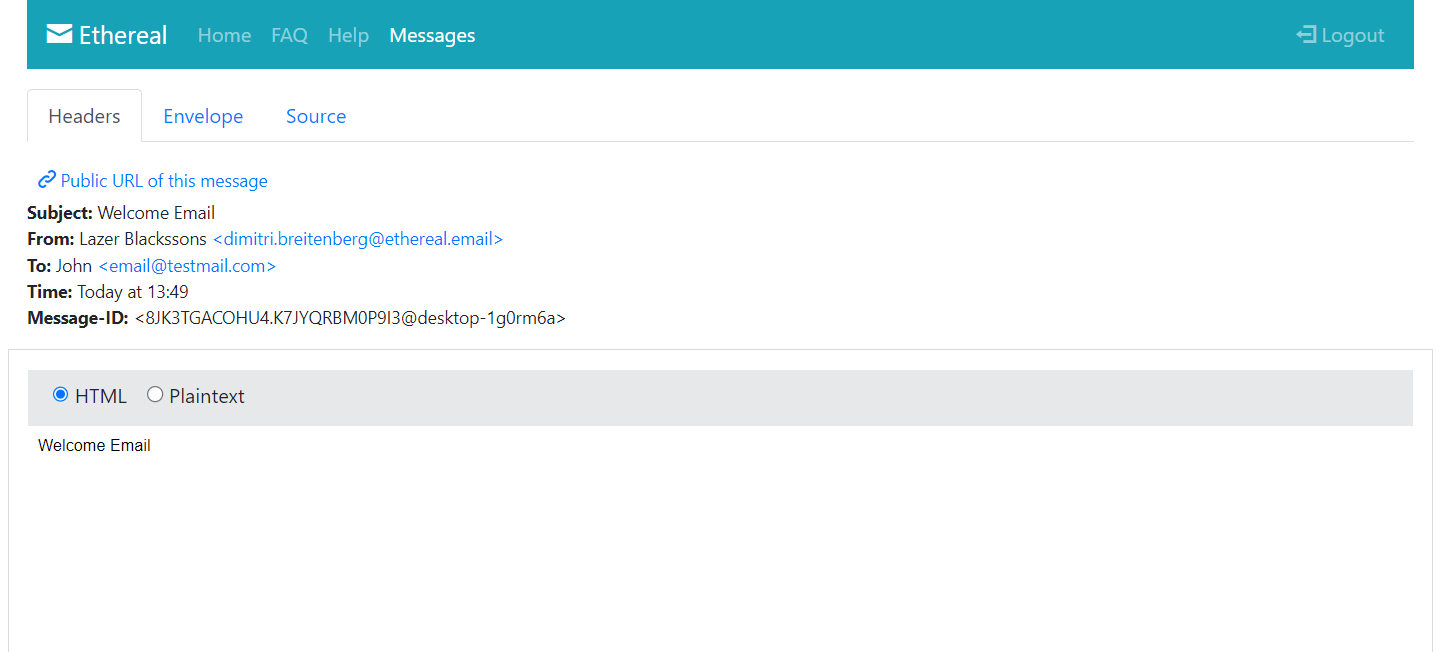 Ethereal Home FAQ Help Messages Logout
Headers Envelope Source
Public URL of this message
Subject: Welcome Email
From: Lazer Blackssons <dimitri.breitenberg@ethereal.email>
To: John <email@testmail.com>
Time: Today at 13:49
Message-ID: <8JK3TGACOHU4.K7JYQRBM0P9I3@desktop-1g0rm6a>
HTML Plaintext
Welcome Email